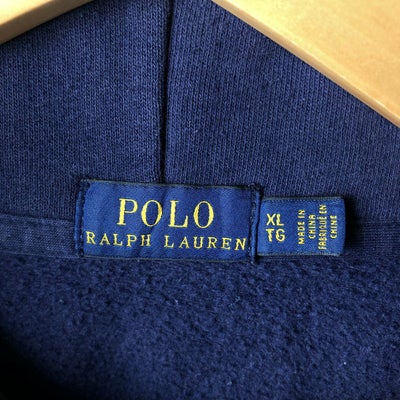 POLO
RALPH LAUREN
XL
TG
MADE IN
CHINA
FABRIQUÉ EN
CHINE